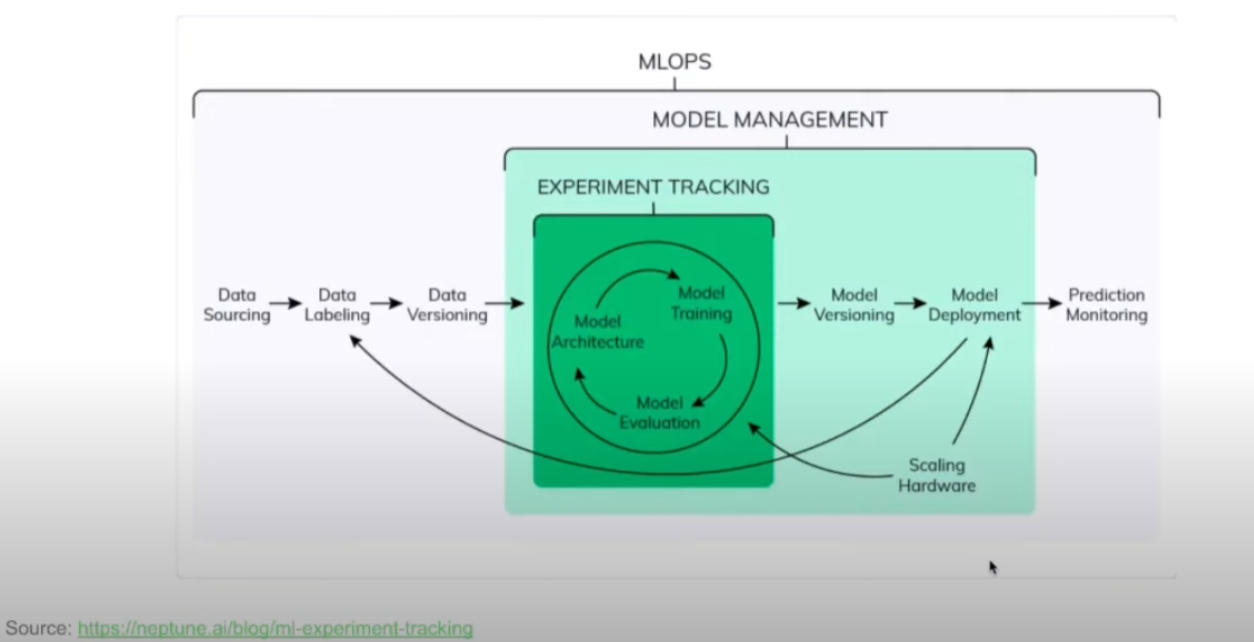 MLOPS
MODEL MANAGEMENT
EXPERIMENT TRACKING
Data
Sourcing
Data
Labeling
Data
Versioning
Model
Architecture
Model
Training
Model
Evaluation
Model
Versioning
Model
Deployment
Prediction
Monitoring
Scaling
Hardware
Source: https://neptune.ai/blog/ml-experiment-tracking